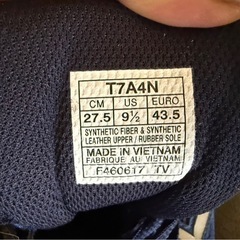 T7A4N
CM US EURO
27.5 9½ 43.5
SYNTHETIC FIBER & SYNTHETIC
LEATHER UPPER / RUBBER SOLE
MADE IN VIETNAM
FABRIQUE AU VIETNAM
F460617 TV